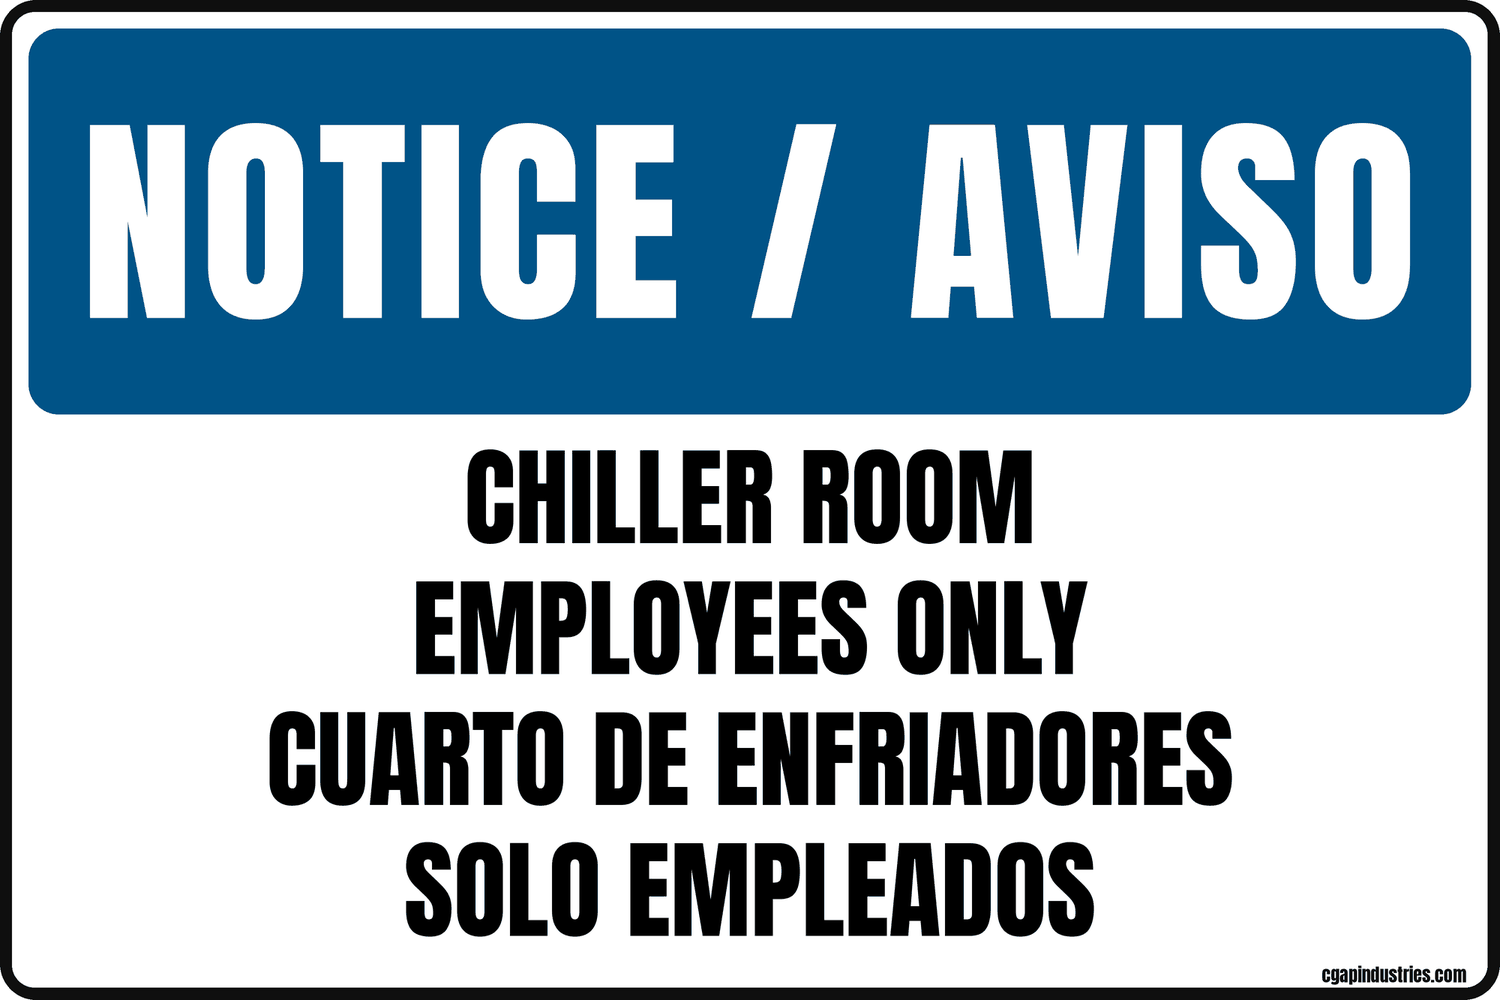 NOTICE / AVISO
CHILLER ROOM
EMPLOYEES ONLY
CUARTO DE ENFRIADORES
SOLO EMPLEADOS
cgapindustries.com